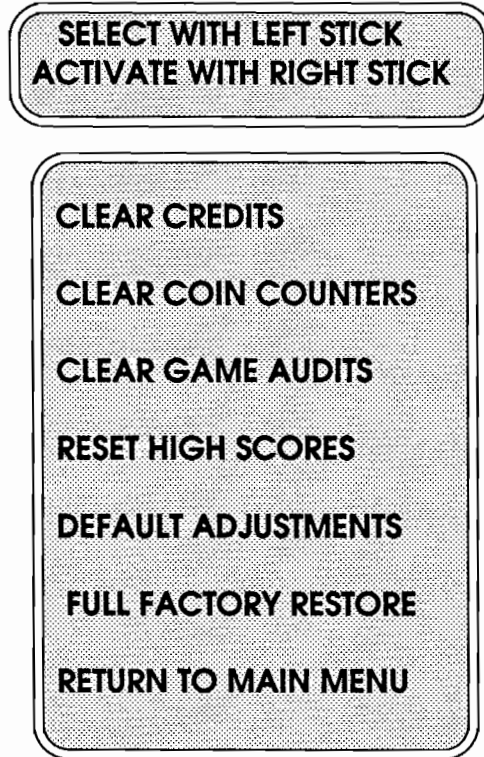 SELECT WITH LEFT STICK
ACTIVATE WITH RIGHT STICK
CLEAR CREDITS
CLEAR COIN COUNTERS
CLEAR GAME AUDITS
RESET HIGH SCORES
DEFAULT ADJUSTMENTS
FULL FACTORY RESTORE
RETURN TO MAIN MENU